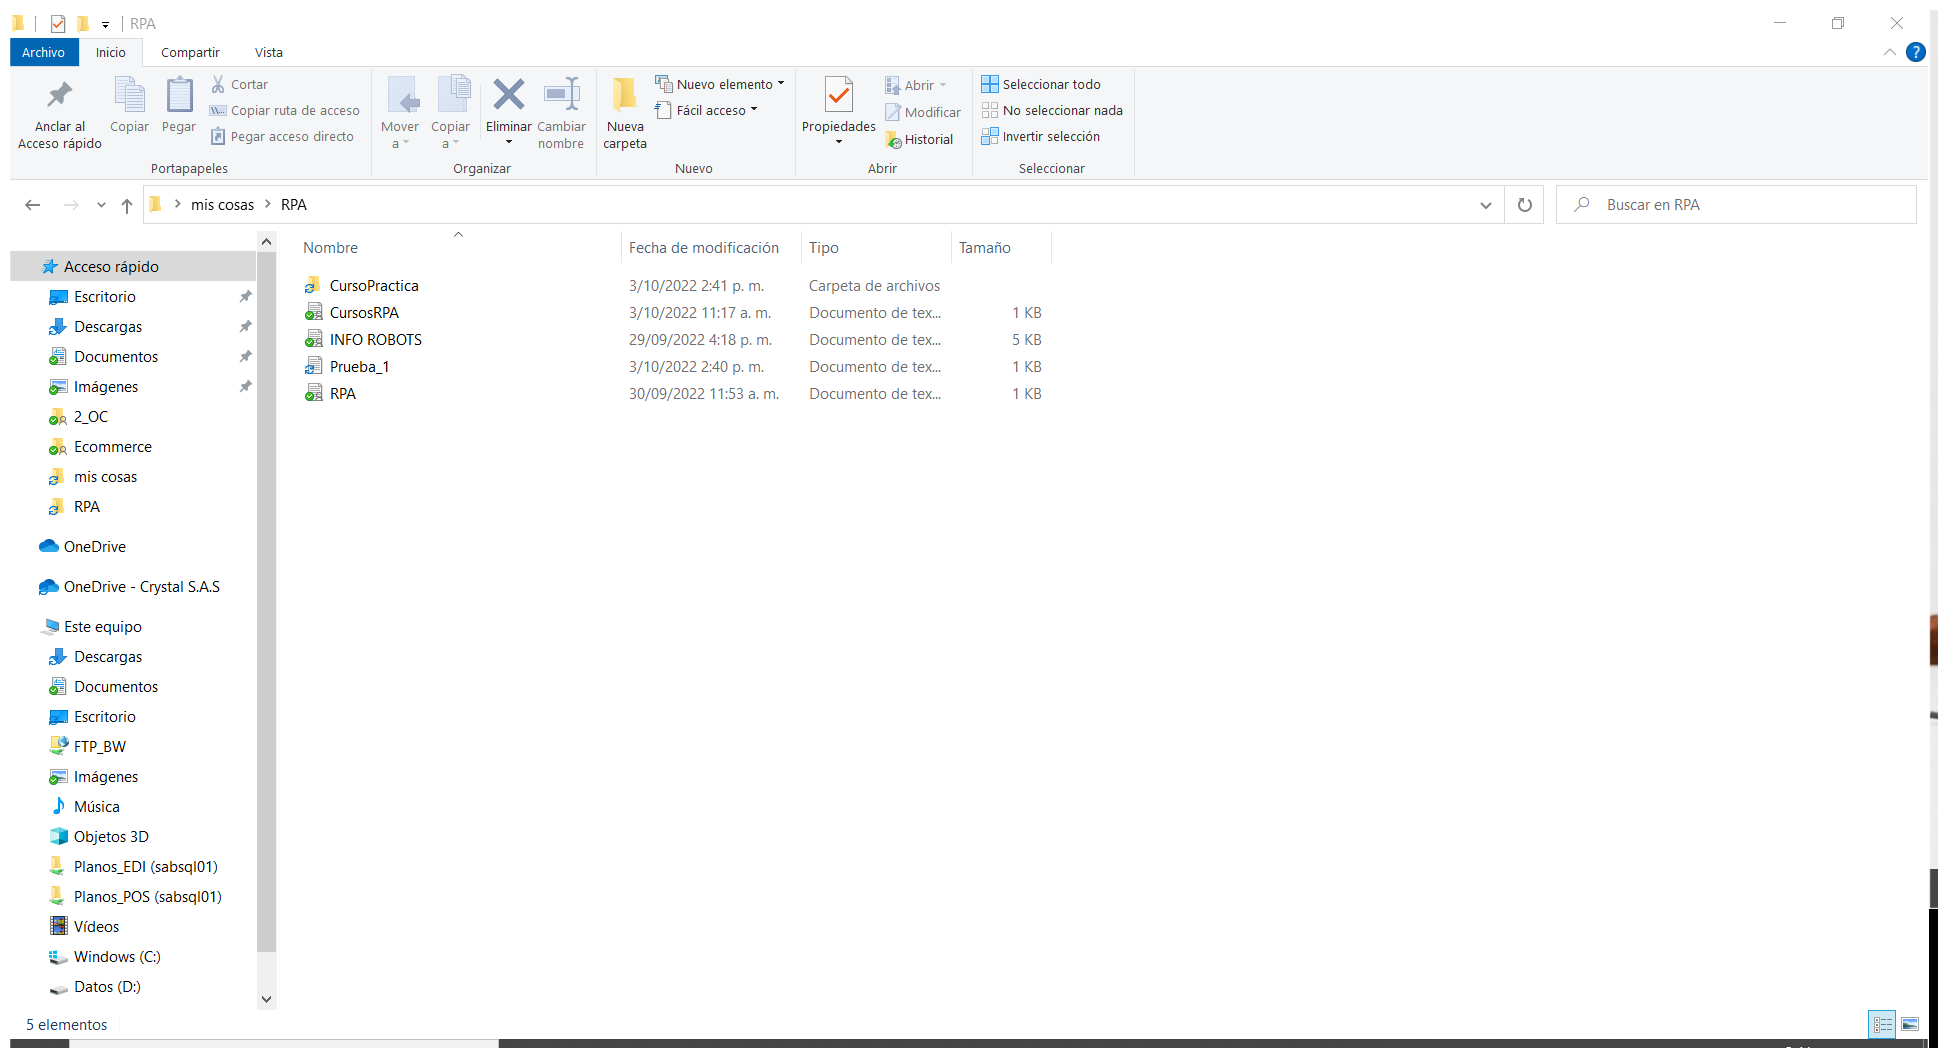 RPA
Archivo Inicio Compartir Vista
Anclar al Acceso rápido
Copiar
Pegar
Cortar
Copiar ruta de acceso
Pegar acceso directo
Portapapeles
Mover a
Copiar a
Eliminar
Cambiar nombre
Organizar
Nueva carpeta
Nuevo elemento
Fácil acceso
Nuevo
Propiedades
Abrir
Modificar
Historial
Abrir
Seleccionar todo
No seleccionar nada
Invertir selección
Seleccionar
mis cosas > RPA
Buscar en RPA
Acceso rápido
Escritorio
Descargas
Documentos
Imágenes
2_OC
Ecommerce
mis cosas
RPA
OneDrive
OneDrive - Crystal S.A.S
Este equipo
Descargas
Documentos
Escritorio
FTP_BW
Imágenes
Música
Objetos 3D
Planos_EDI (sabsql01)
Planos_POS (sabsql01)
Vídeos
Windows (C:)
Datos (D:)
Nombre Fecha de modificación Tipo Tamaño
CursoPractica 3/10/2022 2:41 p. m. Carpeta de archivos
CursosRPA 3/10/2022 11:17 a. m. Documento de tex... 1 KB
INFO ROBOTS 29/09/2022 4:18 p. m. Documento de tex... 5 KB
Prueba_1 3/10/2022 2:40 p. m. Documento de tex... 1 KB
RPA 30/09/2022 11:53 a. m. Documento de tex... 1 KB
5 elementos